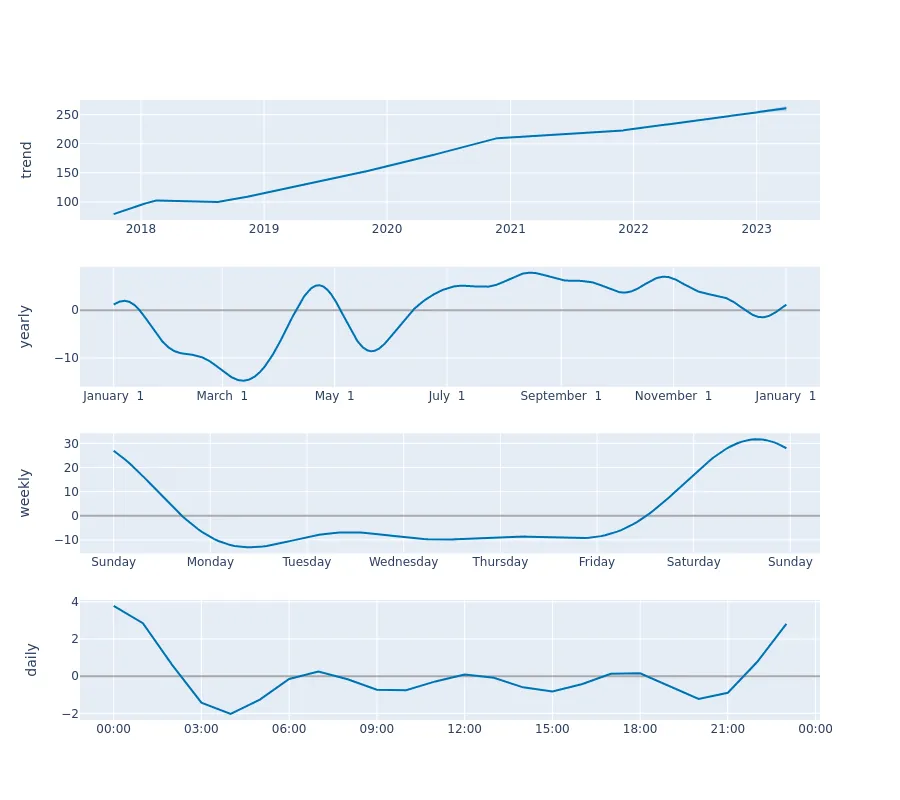 trend
250
200
150
100
2018 2019 2020 2021 2022 2023
yearly
0
−10
January 1 March 1 May 1 July 1 September 1 November 1 January 1
weekly
30
20
10
0
−10
Sunday Monday Tuesday Wednesday Thursday Friday Saturday Sunday
daily
4
2
0
−2
00:00 03:00 06:00 09:00 12:00 15:00 18:00 21:00 00:00